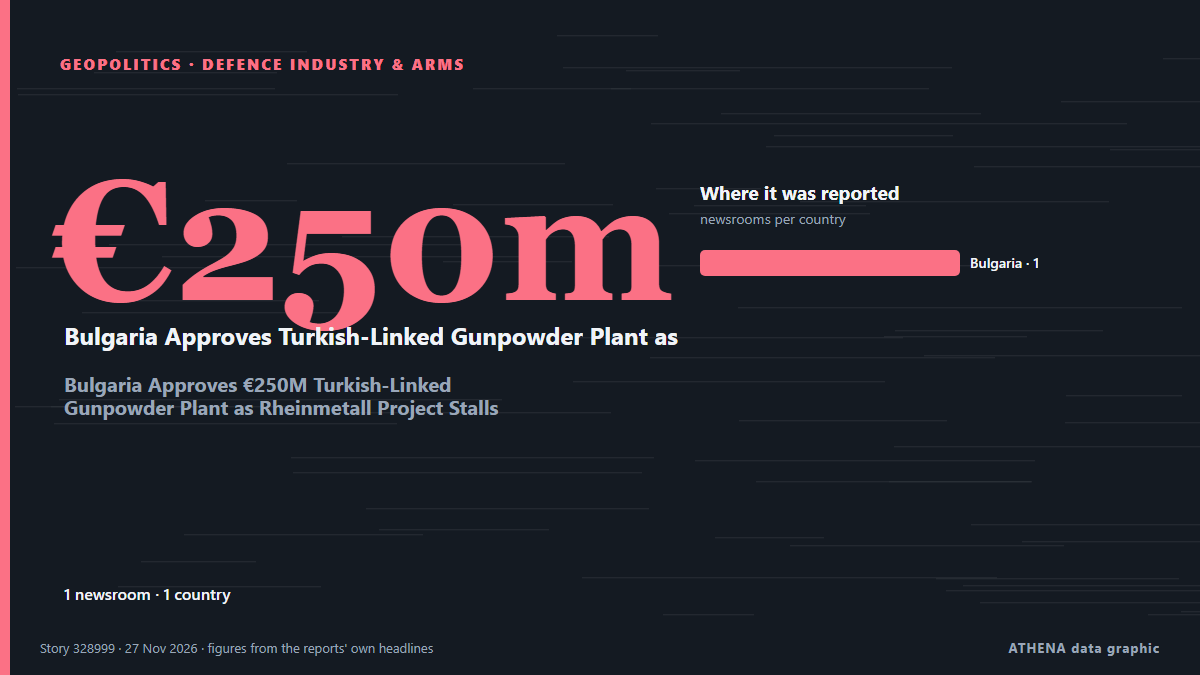 GEOPOLITICS · DEFENCE INDUSTRY & ARMS
€250m
Bulgaria Approves Turkish-Linked Gunpowder Plant as
Bulgaria Approves €250M Turkish-Linked
Gunpowder Plant as Rheinmetall Project Stalls
Where it was reported
newsrooms per country
Bulgaria · 1
1 newsroom · 1 country
Story 328999 · 27 Nov 2026 · figures from the reports' own headlines
ATHENA data graphic